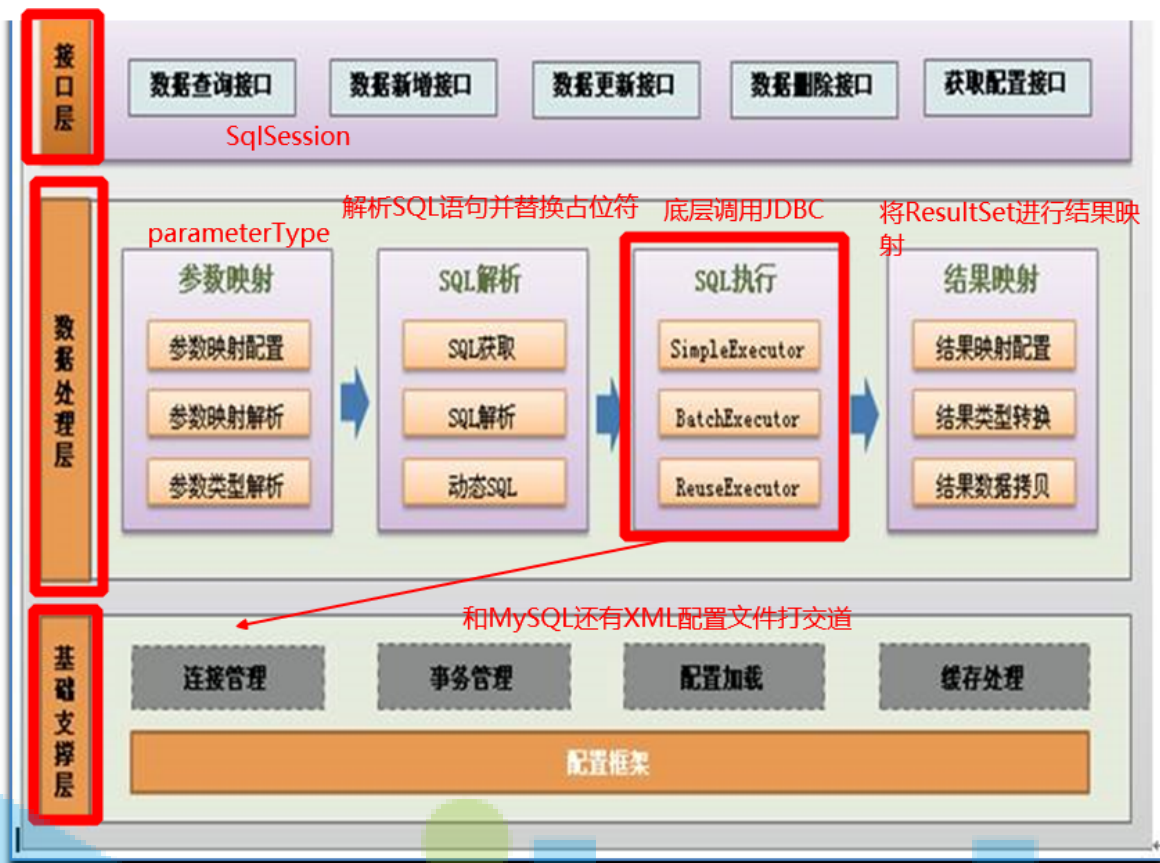 接口层
数据查询接口
数据新增接口
数据更新接口
数据删除接口
获取配置接口
SqlSession
数据处理层
parameterType
解析SQL语句并替换占位符
底层调用JDBC
将ResultSet进行结果映
射
参数映射
参数映射配置
参数映射解析
参数类型解析
SQL解析
SQL获取
SQL解析
动态SQL
SQL执行
SimpleExecutor
BatchExecutor
ReuseExecutor
结果映射
结果映射配置
结果类型转换
结果数据拷贝
和MySQL还有XML配置文件打交道
基础支撑层
连接管理
事务管理
配置加载
缓存处理
配置框架